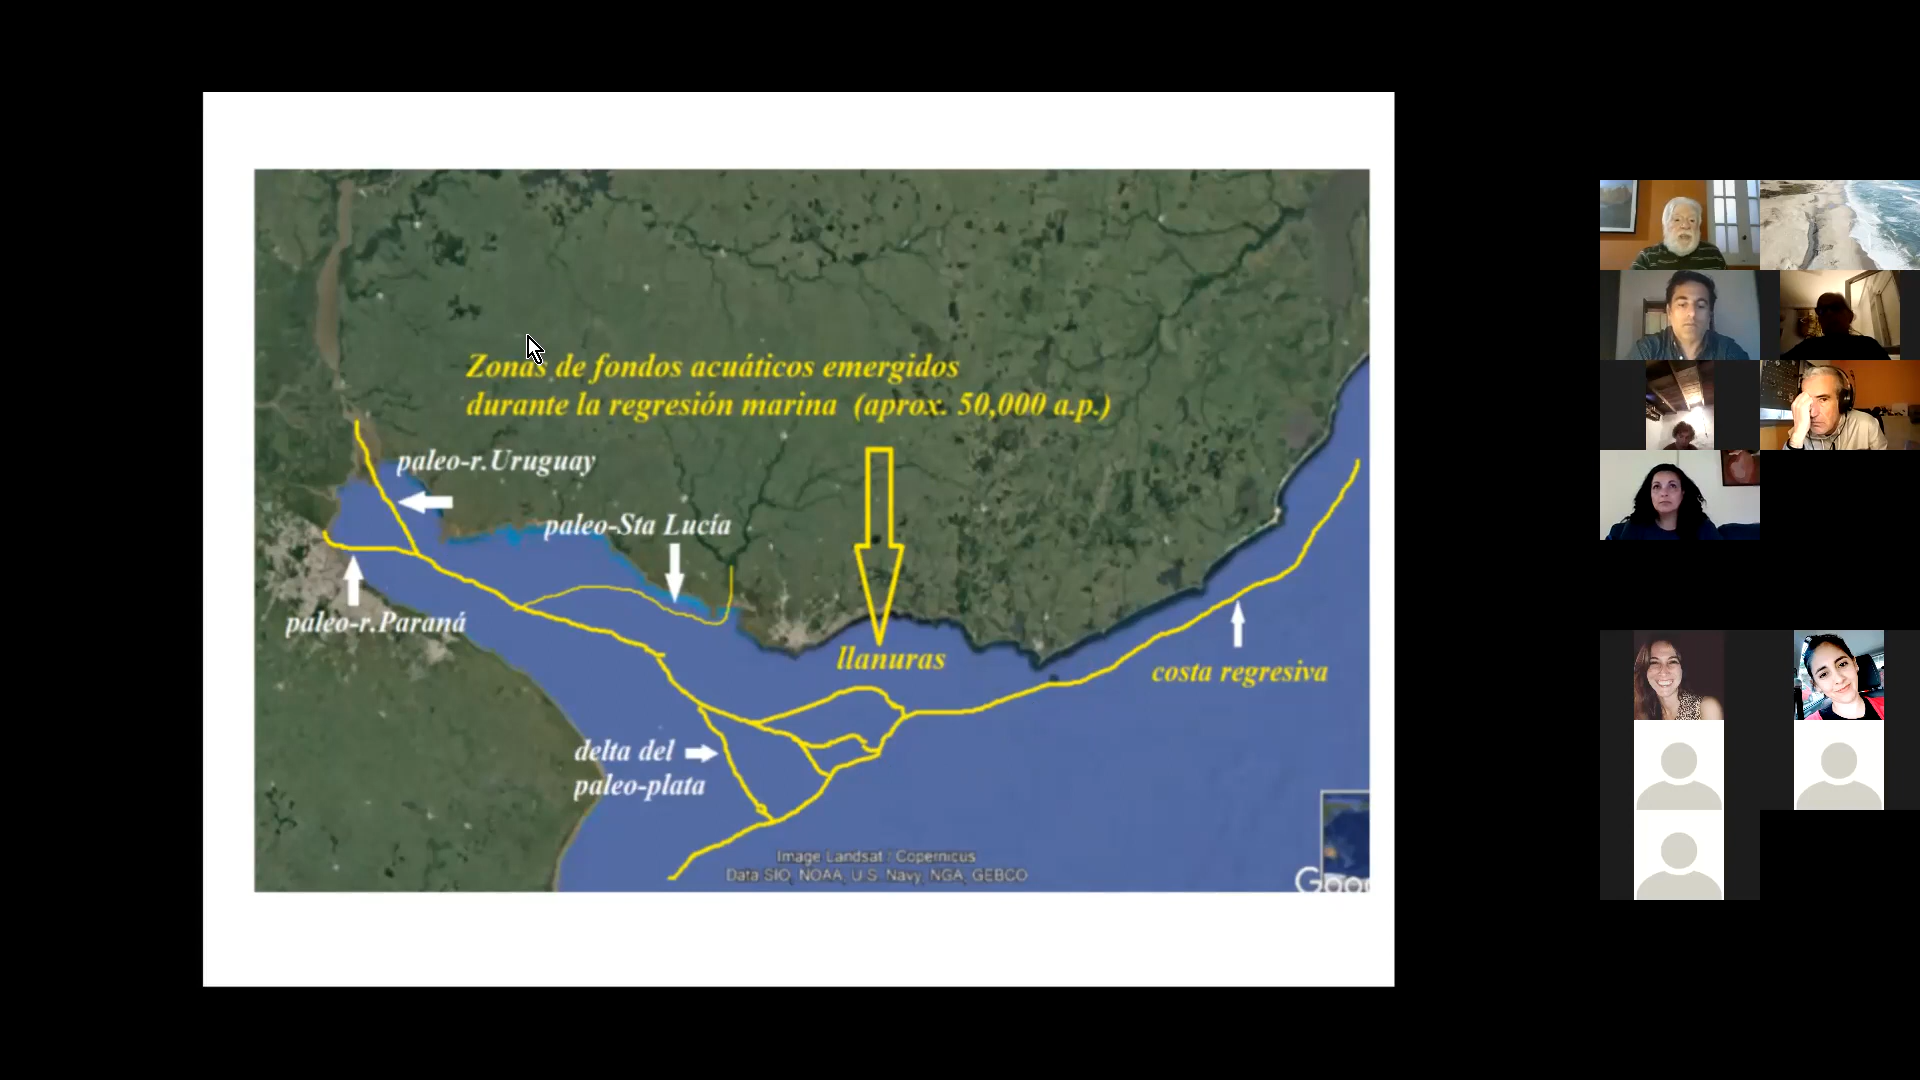 Zonas de fondos acuáticos emergidos
durante la regresión marina (aprox. 50,000 a.p.)
paleo-r.Uruguay
paleo-Sta Lucía
paleo-r.Paraná
llanuras
costa regresiva
delta del
paleo-plata
Image Landsat / Copernicus
Data SIO, NOAA, U.S. Navy, NGA, GEBCO
Goo